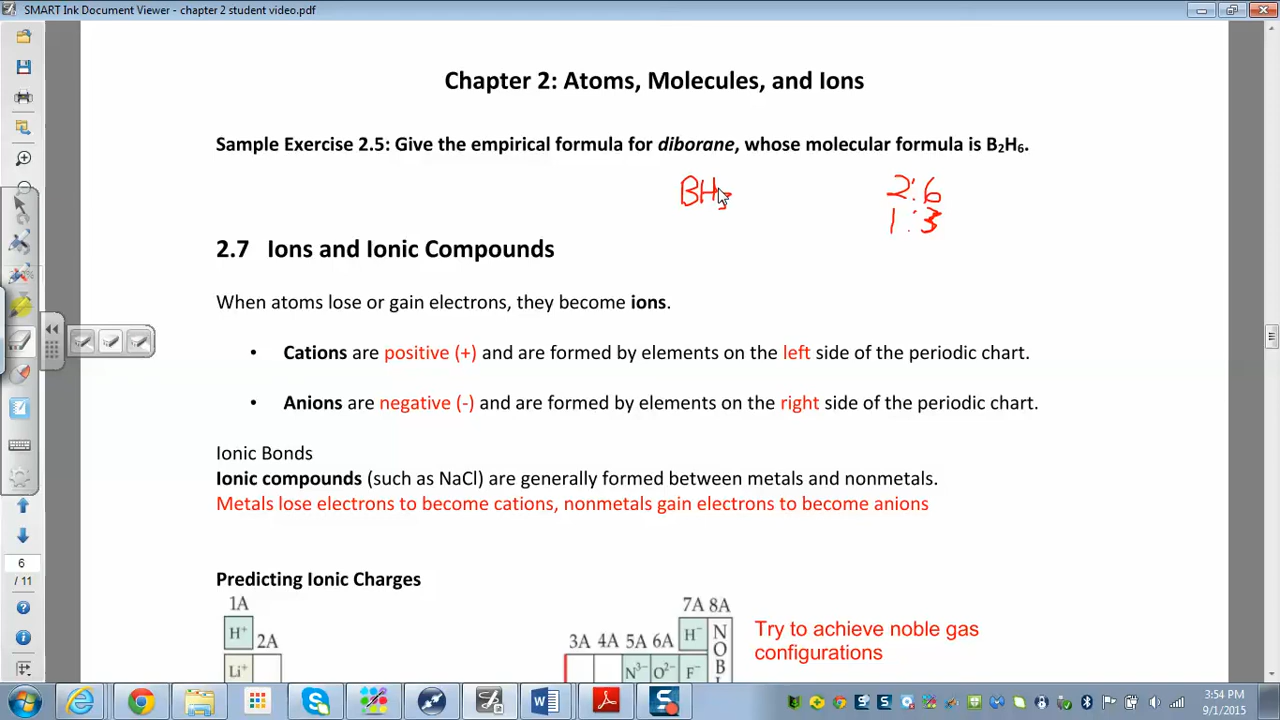 SMART Ink Document Viewer - chapter 2 student video.pdf
Chapter 2: Atoms, Molecules, and Ions
Sample Exercise 2.5: Give the empirical formula for diborane, whose molecular formula is B₂H₆.
BH₃ 2:6
1:3
2.7 Ions and Ionic Compounds
When atoms lose or gain electrons, they become ions.
• Cations are positive (+) and are formed by elements on the left side of the periodic chart.
• Anions are negative (-) and are formed by elements on the right side of the periodic chart.
Ionic Bonds
Ionic compounds (such as NaCl) are generally formed between metals and nonmetals.
Metals lose electrons to become cations, nonmetals gain electrons to become anions
Predicting Ionic Charges
1A 7A 8A
H⁺ 2A 3A 4A 5A 6A H⁻ N
O
Try to achieve noble gas
configurations
Li⁺ N³⁻ O²⁻ F⁻ B
6
/ 11
3:54 PM
9/1/2015